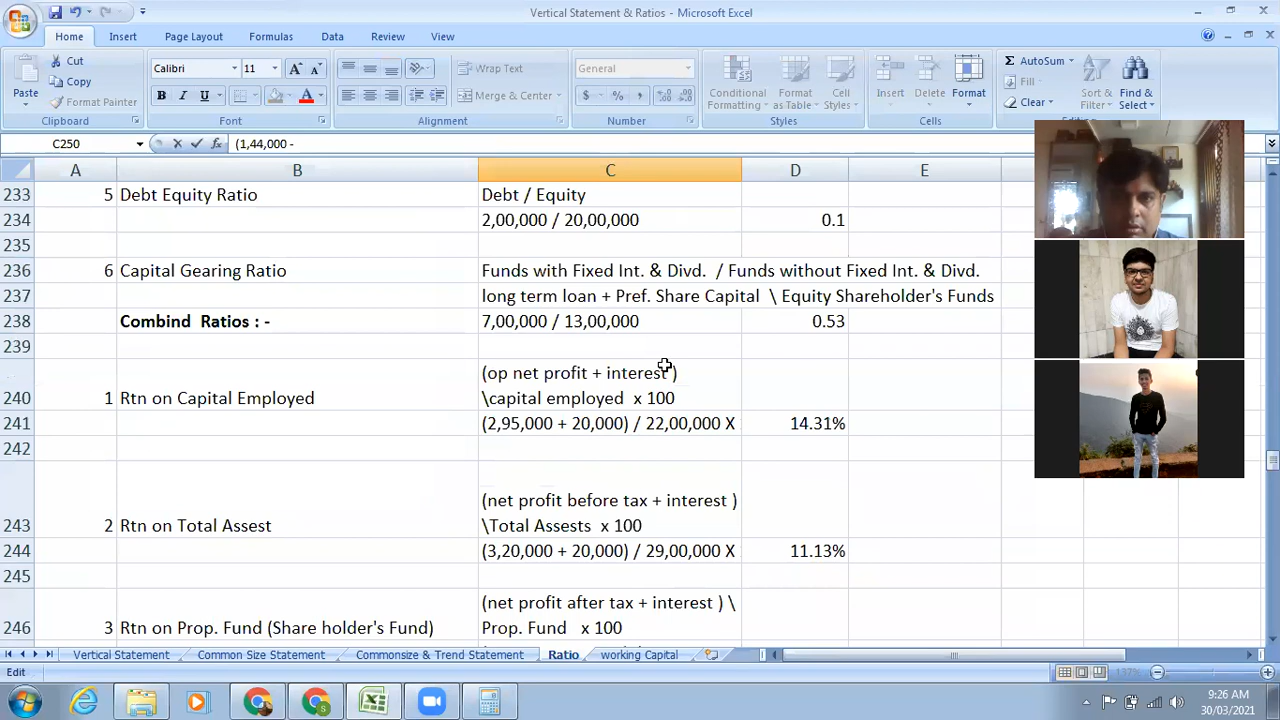 Vertical Statement & Ratios - Microsoft Excel
Home Insert Page Layout Formulas Data Review View
Cut
Copy
Format Painter
Paste
Clipboard
Calibri 11
A A
B I U A
Font
Wrap Text
Merge & Center
Alignment
General
$ % ,
Number
Conditional Formatting
Format as Table
Cell Styles
Styles
Insert Delete Format
Cells
Σ AutoSum
Fill
Clear
Sort & Filter
Find & Select
C250 (1,44,000 -
A B C D E
233 5 Debt Equity Ratio Debt / Equity
234 2,00,000 / 20,00,000 0.1
235
236 6 Capital Gearing Ratio Funds with Fixed Int. & Divd. / Funds without Fixed Int. & Divd.
237 long term loan + Pref. Share Capital \ Equity Shareholder's Funds
238 Combind Ratios : - 7,00,000 / 13,00,000 0.53
239
(op net profit + interest )
240 1 Rtn on Capital Employed \capital employed x 100
241 (2,95,000 + 20,000) / 22,00,000 X 14.31%
242
(net profit before tax + interest )
243 2 Rtn on Total Assest \Total Assests x 100
244 (3,20,000 + 20,000) / 29,00,000 X 11.13%
245
(net profit after tax + interest ) \
246 3 Rtn on Prop. Fund (Share holder's Fund) Prop. Fund x 100
Vertical Statement Common Size Statement Commonsize & Trend Statement Ratio working Capital
Edit 137%
9:26 AM
30/03/2021